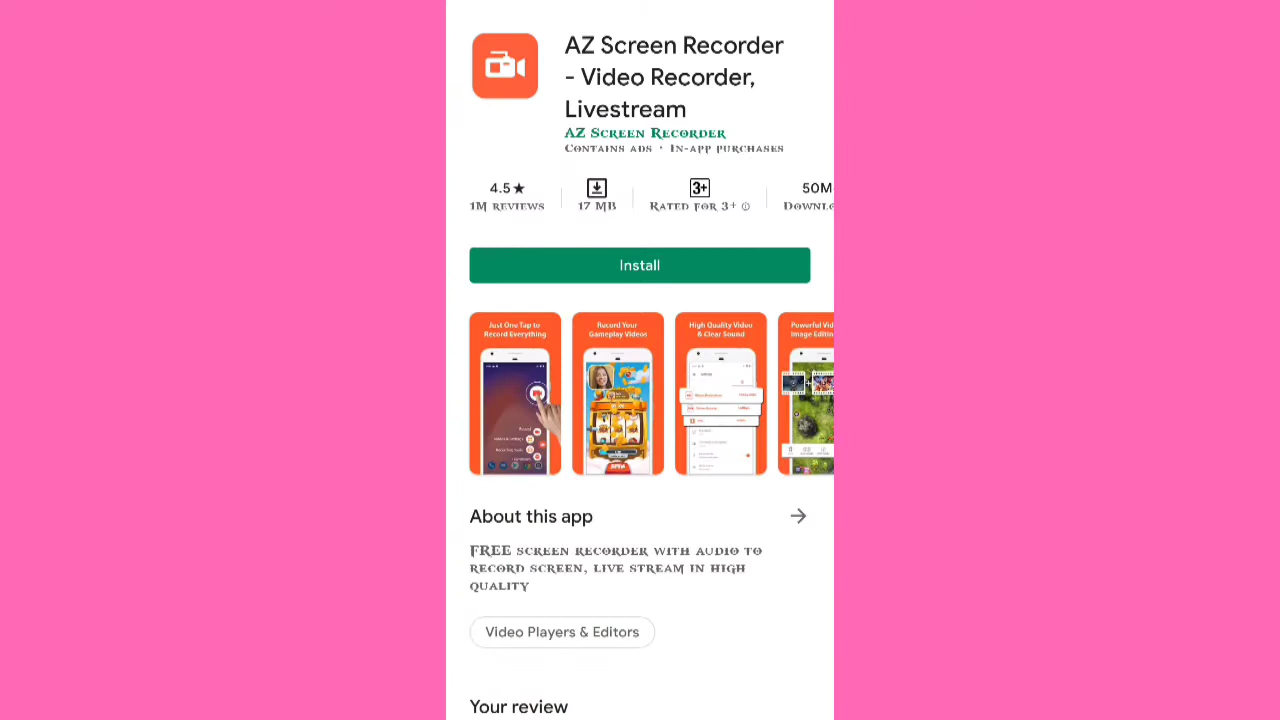 AZ Screen Recorder
- Video Recorder,
Livestream
AZ Screen Recorder
Contains ads · In-app purchases
4.5★
1M reviews
17 MB
3+
Rated for 3+
50M
Downlo
Install
Just One Tap to
Record Everything
Record Your
Gameplay Videos
High Quality Video
& Clear Sound
Powerful Vid
Image Editin
About this app
FREE screen recorder with audio to
record screen, live stream in high
quality
Video Players & Editors
Your review